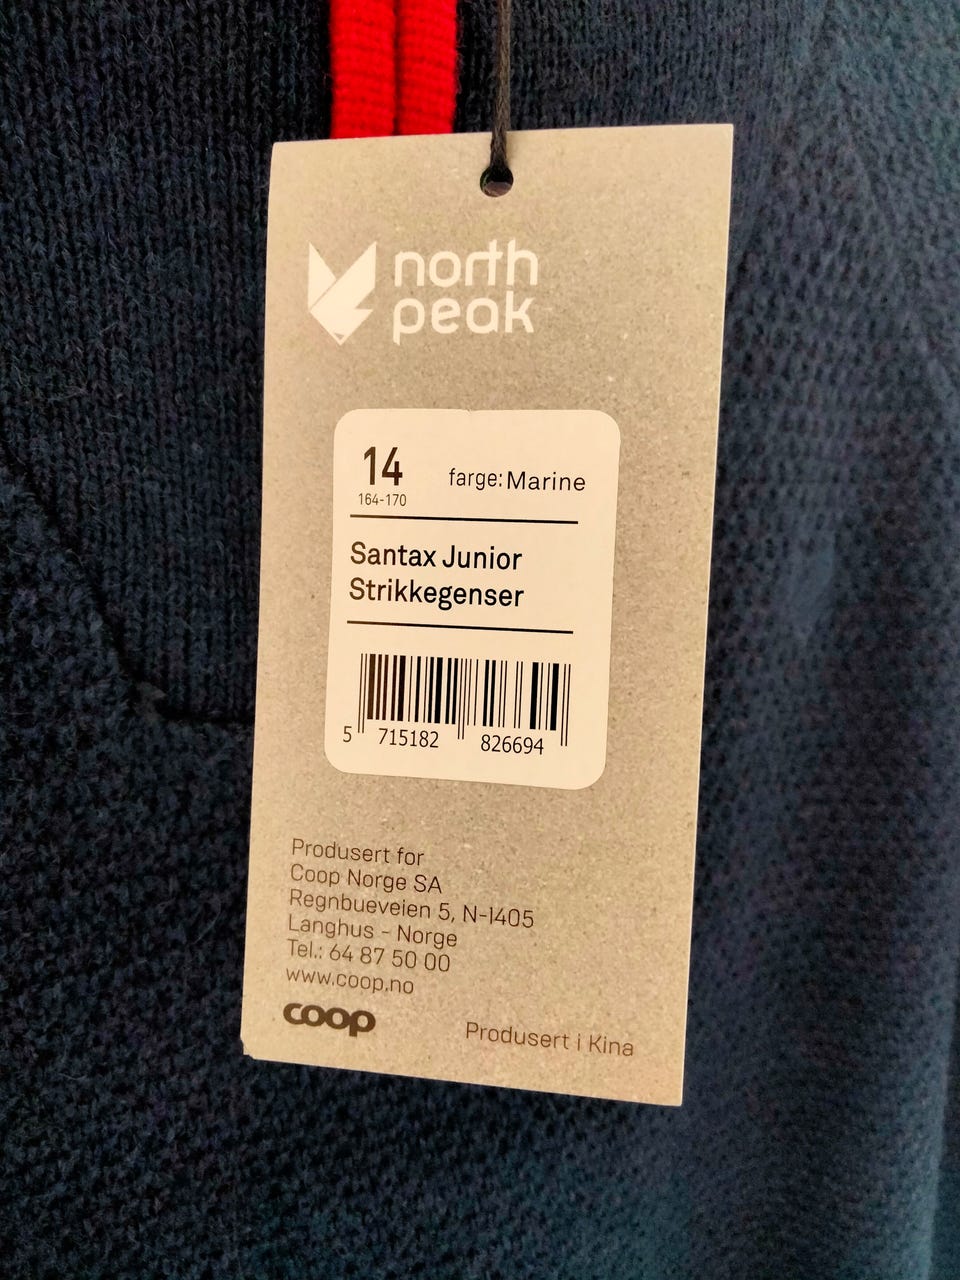 north
peak
14
164-170
farge: Marine
Santax Junior
Strikkegenser
5 715182 826694
Produsert for
Coop Norge SA
Regnbueveien 5, N-1405
Langhus - Norge
Tel.: 64 87 50 00
www.coop.no
coop
Produsert i Kina